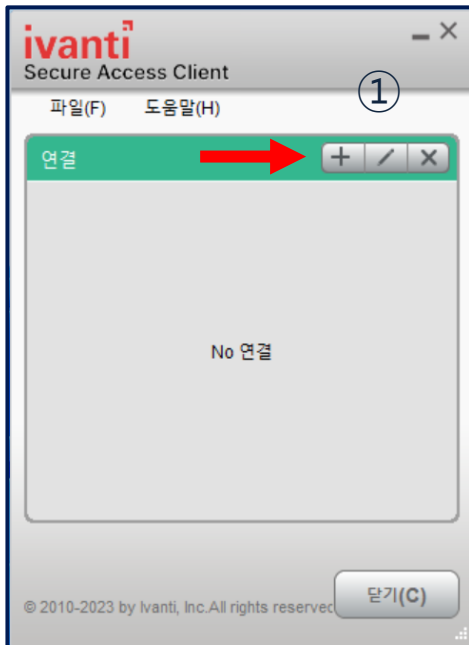 ivanti
Secure Access Client
①
파일(F) 도움말(H)
연결
No 연결
닫기(C)
© 2010-2023 by Ivanti, Inc.All rights reserved